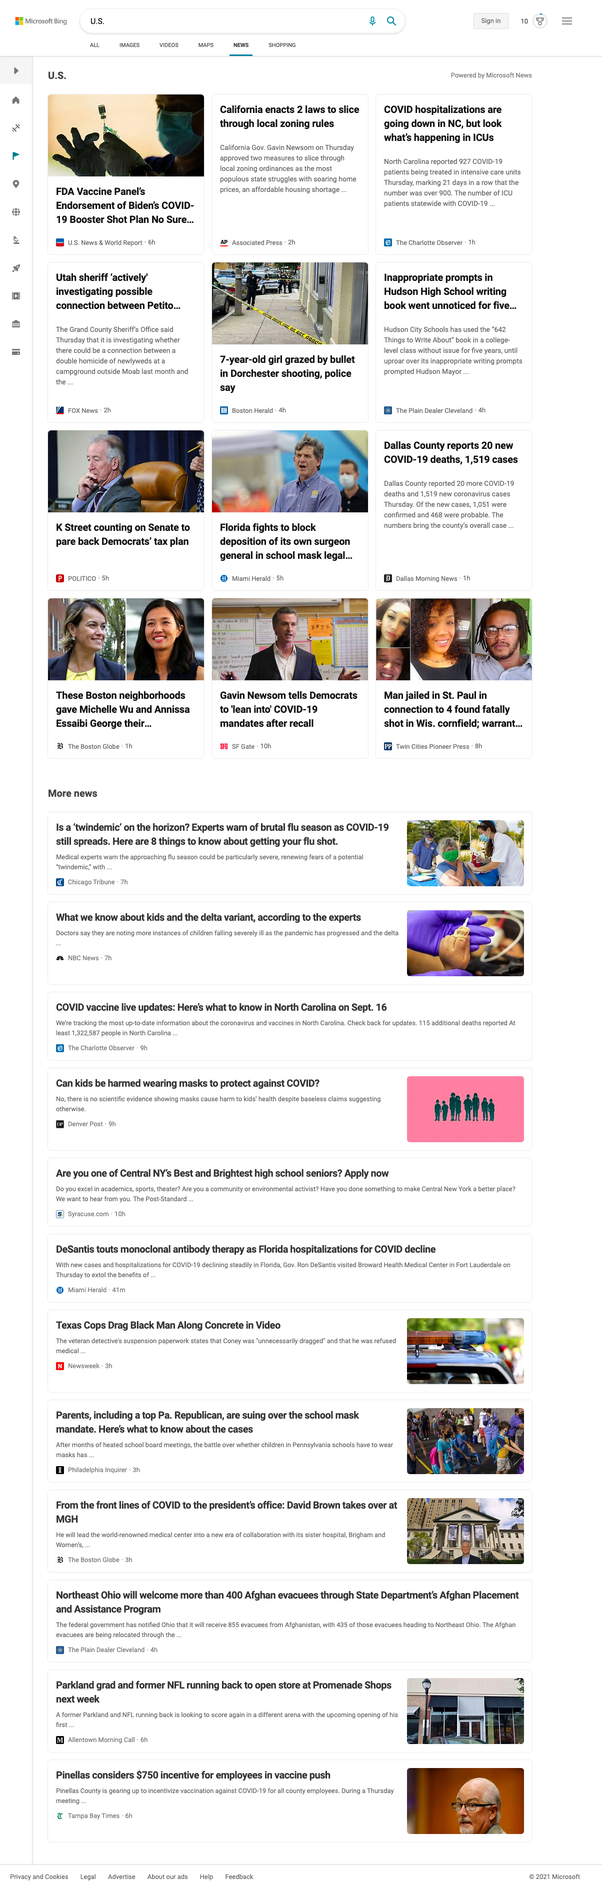 Microsoft Bing
U.S.
Sign in
10
ALL IMAGES VIDEOS MAPS NEWS SHOPPING
U.S.
Powered by Microsoft News
FDA Vaccine Panel's
Endorsement of Biden's COVID-
19 Booster Shot Plan No Sure...
U.S. News & World Report · 6h
California enacts 2 laws to slice
through local zoning rules
California Gov. Gavin Newsom on Thursday
approved two measures to slice through
local zoning ordinances as the most
populous state struggles with soaring home
prices, an affordable housing shortage ...
AP Associated Press · 2h
COVID hospitalizations are
going down in NC, but look
what's happening in ICUs
North Carolina reported 927 COVID-19
patients being treated in intensive care units
Thursday, marking 21 days in a row that the
number was over 900. The number of ICU
patients statewide with COVID-19 ...
The Charlotte Observer · 1h
Utah sheriff 'actively'
investigating possible
connection between Petito...
The Grand County Sheriff's Office said
Thursday that it is investigating whether
there could be a connection between a
double homicide of newlyweds at a
campground outside Moab last month and
the ...
FOX News · 2h
7-year-old girl grazed by bullet
in Dorchester shooting, police
say
Boston Herald · 4h
Inappropriate prompts in
Hudson High School writing
book went unnoticed for five...
Hudson City Schools has used the "642
Things to Write About" book in a college-
level class without issue for five years, until
uproar over its inappropriate writing prompts
prompted Hudson Mayor ...
The Plain Dealer Cleveland · 4h
K Street counting on Senate to
pare back Democrats' tax plan
POLITICO · 5h
Florida fights to block
deposition of its own surgeon
general in school mask legal...
Miami Herald · 5h
Dallas County reports 20 new
COVID-19 deaths, 1,519 cases
Dallas County reported 20 more COVID-19
deaths and 1,519 new coronavirus cases
Thursday. Of the new cases, 1,051 were
confirmed and 468 were probable. The
numbers bring the county's overall case ...
Dallas Morning News · 1h
These Boston neighborhoods
gave Michelle Wu and Annissa
Essaibi George their...
The Boston Globe · 1h
Gavin Newsom tells Democrats
to 'lean into' COVID-19
mandates after recall
SF Gate · 10h
Man jailed in St. Paul in
connection to 4 found fatally
shot in Wis. cornfield; warrant...
Twin Cities Pioneer Press · 8h
More news
Is a 'twindemic' on the horizon? Experts warn of brutal flu season as COVID-19
still spreads. Here are 8 things to know about getting your flu shot.
Medical experts warn the approaching flu season could be particularly severe, renewing fears of a potential
"twindemic," with ...
Chicago Tribune · 7h
What we know about kids and the delta variant, according to the experts
Doctors say they are noting more instances of children falling severely ill as the pandemic has progressed and the delta
...
NBC News · 7h
COVID vaccine live updates: Here's what to know in North Carolina on Sept. 16
We're tracking the most up-to-date information about the coronavirus and vaccines in North Carolina. Check back for updates. 115 additional deaths reported At
least 1,322,587 people in North Carolina ...
The Charlotte Observer · 9h
Can kids be harmed wearing masks to protect against COVID?
No, there is no scientific evidence showing masks cause harm to kids' health despite baseless claims suggesting
otherwise.
Denver Post · 9h
Are you one of Central NY's Best and Brightest high school seniors? Apply now
Do you excel in academics, sports, theater? Are you a community or environmental activist? Have you done something to make Central New York a better place?
We want to hear from you. The Post-Standard ...
Syracuse.com · 10h
DeSantis touts monoclonal antibody therapy as Florida hospitalizations for COVID decline
With new cases and hospitalizations for COVID-19 declining steadily in Florida, Gov. Ron DeSantis visited Broward Health Medical Center in Fort Lauderdale on
Thursday to extol the benefits of ...
Miami Herald · 41m
Texas Cops Drag Black Man Along Concrete in Video
The veteran detective's suspension paperwork states that Coney was "unnecessarily dragged" and that he was refused
medical ...
Newsweek · 3h
Parents, including a top Pa. Republican, are suing over the school mask
mandate. Here's what to know about the cases
After months of heated school board meetings, the battle over whether children in Pennsylvania schools have to wear
masks has ...
Philadelphia Inquirer · 3h
From the front lines of COVID to the president's office: David Brown takes over at
MGH
He will lead the world-renowned medical center into a new era of collaboration with its sister hospital, Brigham and
Women's, ...
The Boston Globe · 3h
Northeast Ohio will welcome more than 400 Afghan evacuees through State Department's Afghan Placement
and Assistance Program
The federal government has notified Ohio that it will receive 855 evacuees from Afghanistan, with 435 of those evacuees heading to Northeast Ohio. The Afghan
evacuees are being relocated through the ...
The Plain Dealer Cleveland · 4h
Parkland grad and former NFL running back to open store at Promenade Shops
next week
A former Parkland and NFL running back is looking to score again in a different arena with the upcoming opening of his
first ...
Allentown Morning Call · 6h
Pinellas considers $750 incentive for employees in vaccine push
Pinellas County is gearing up to incentivize vaccination against COVID-19 for all county employees. During a Thursday
meeting ...
Tampa Bay Times · 6h
Privacy and Cookies Legal Advertise About our ads Help Feedback
© 2021 Microsoft